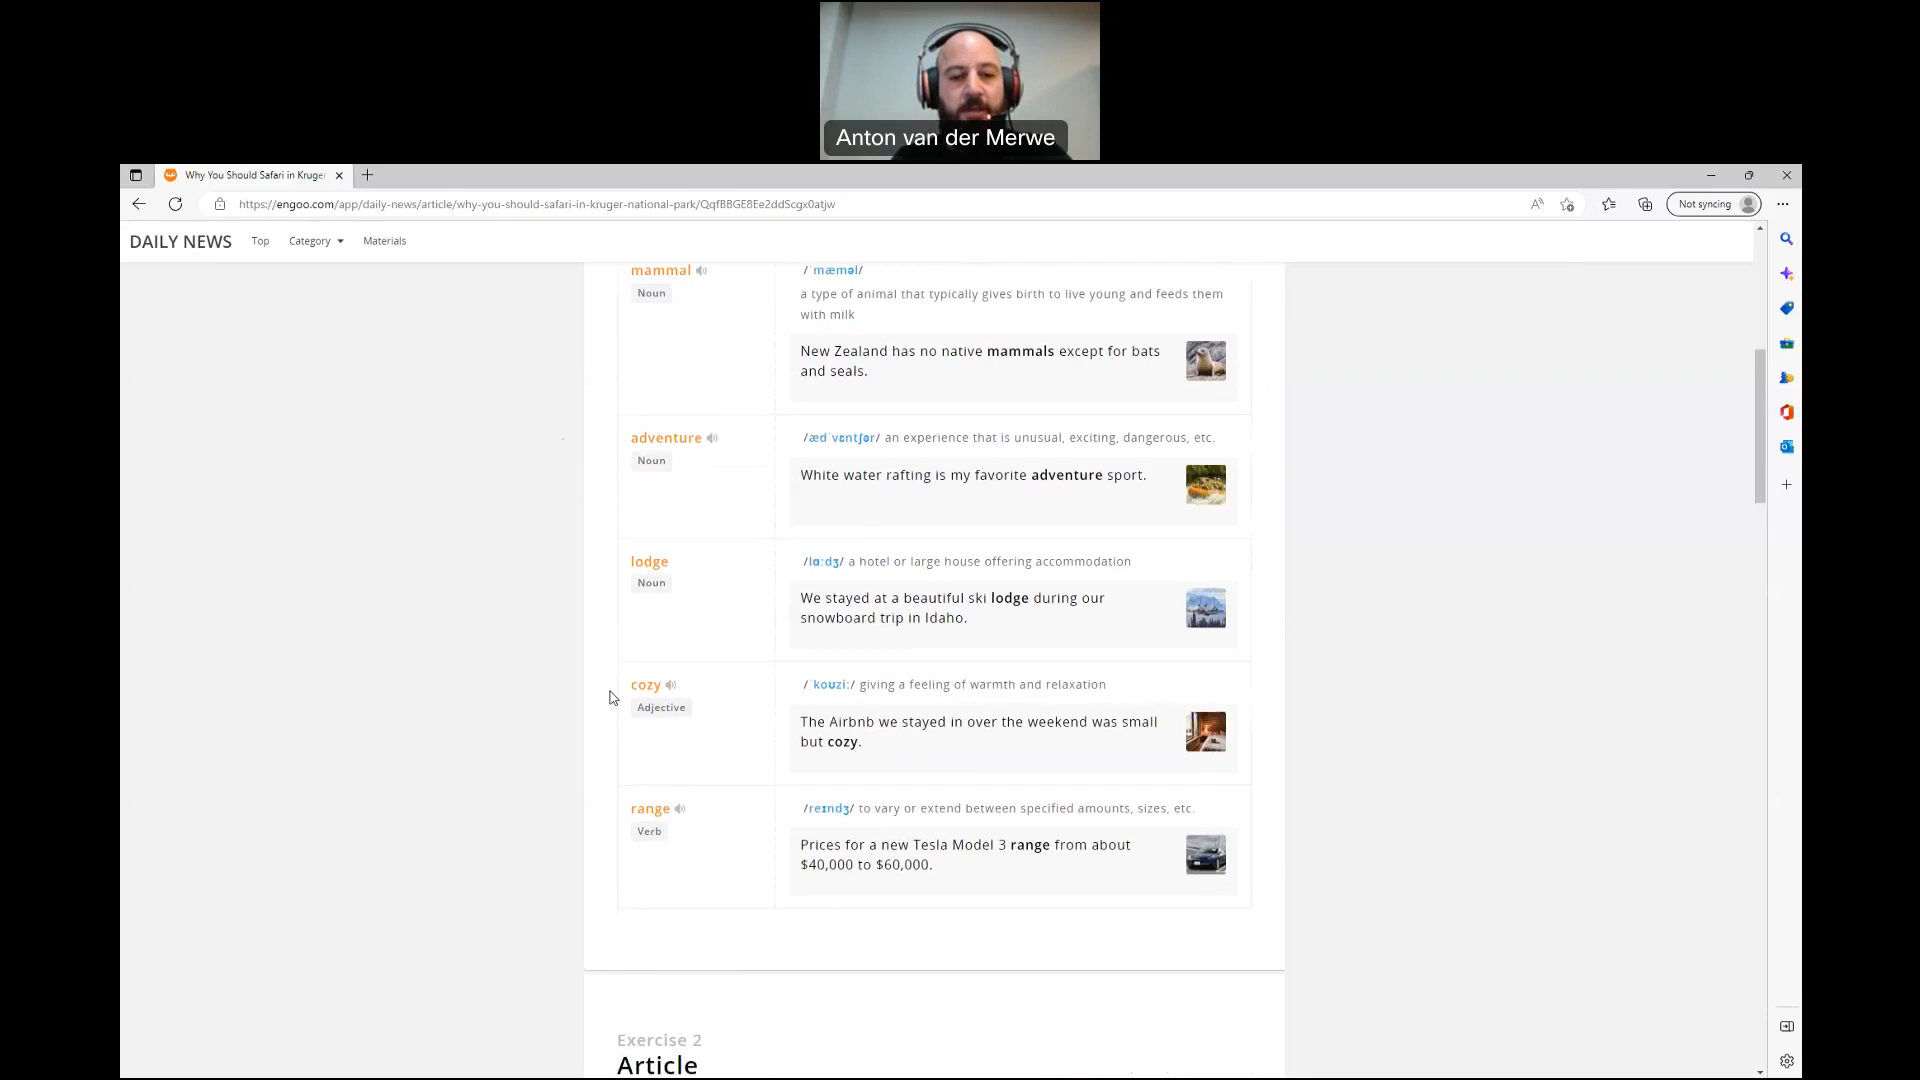 Anton van der Merwe
Why You Should Safari in Kruger
https://engoo.com/app/daily-news/article/why-you-should-safari-in-kruger-national-park/QqfBBGE8Ee2ddScgx0atjw
Not syncing
DAILY NEWS Top Category Materials
mammal /ˈmæməl/
Noun
a type of animal that typically gives birth to live young and feeds them
with milk
New Zealand has no native mammals except for bats
and seals.
adventure /ædˈvɛntʃər/ an experience that is unusual, exciting, dangerous, etc.
Noun
White water rafting is my favorite adventure sport.
lodge /lɑːdʒ/ a hotel or large house offering accommodation
Noun
We stayed at a beautiful ski lodge during our
snowboard trip in Idaho.
cozy /ˈkoʊziː/ giving a feeling of warmth and relaxation
Adjective
The Airbnb we stayed in over the weekend was small
but cozy.
range /reɪndʒ/ to vary or extend between specified amounts, sizes, etc.
Verb
Prices for a new Tesla Model 3 range from about
$40,000 to $60,000.
Exercise 2
Article